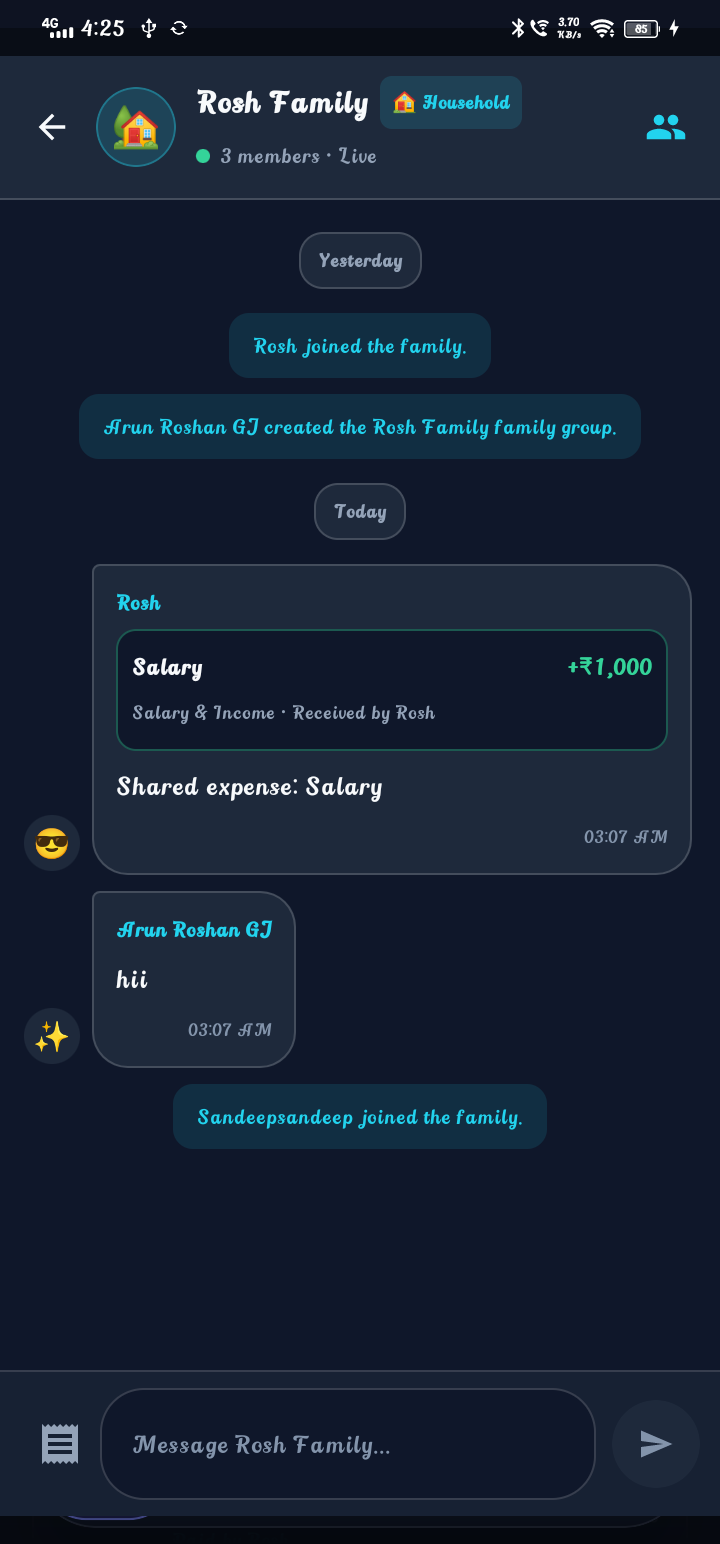 4G 4:25 3.70 KB/s 85
Rosh Family 🏠 Household
3 members · Live
Yesterday
Rosh joined the family.
Arun Roshan GJ created the Rosh Family family group.
Today
Rosh
Salary +₹1,000
Salary & Income · Received by Rosh
Shared expense: Salary
03:07 AM
Arun Roshan GJ
hii
03:07 AM
Sandeepsandeep joined the family.
Message Rosh Family...